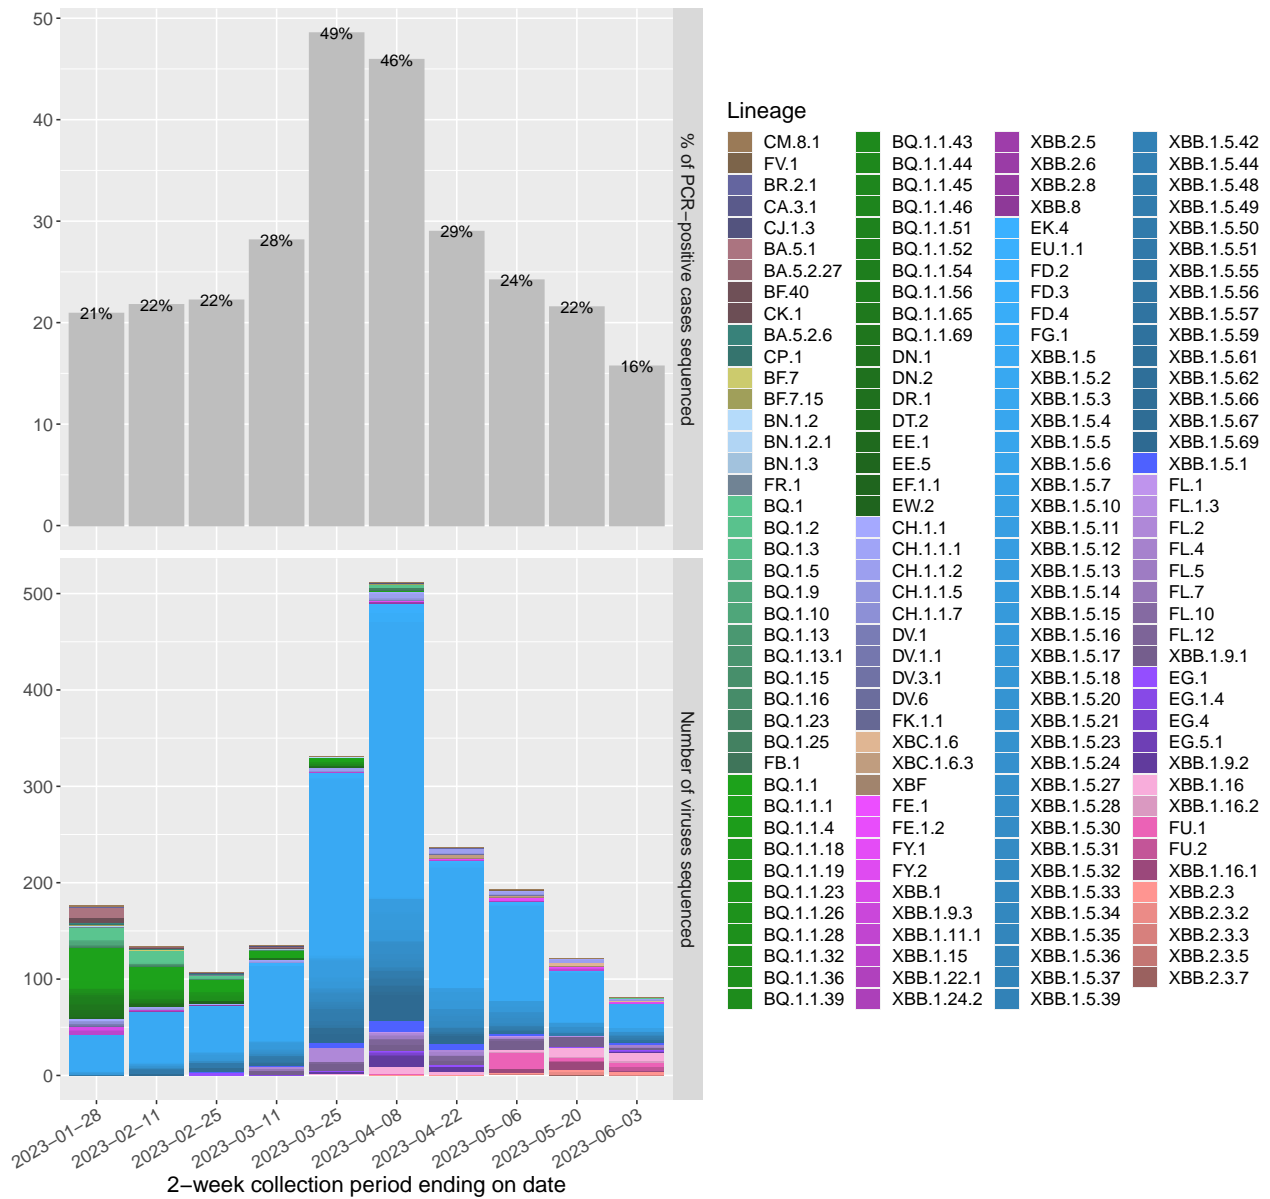 50
40
30
20
10
0
21%
22%
22%
28%
49%
46%
29%
24%
22%
16%
% of PCR−positive cases sequenced
500
400
300
200
100
0
Number of viruses sequenced
2023−01−28
2023−02−11
2023−02−25
2023−03−11
2023−03−25
2023−04−08
2023−04−22
2023−05−06
2023−05−20
2023−06−03
2−week collection period ending on date
Lineage
CM.8.1
FV.1
BR.2.1
CA.3.1
CJ.1.3
BA.5.1
BA.5.2.27
BF.40
CK.1
BA.5.2.6
CP.1
BF.7
BF.7.15
BN.1.2
BN.1.2.1
BN.1.3
FR.1
BQ.1
BQ.1.2
BQ.1.3
BQ.1.5
BQ.1.9
BQ.1.10
BQ.1.13
BQ.1.13.1
BQ.1.15
BQ.1.16
BQ.1.23
BQ.1.25
FB.1
BQ.1.1
BQ.1.1.1
BQ.1.1.4
BQ.1.1.18
BQ.1.1.19
BQ.1.1.23
BQ.1.1.26
BQ.1.1.28
BQ.1.1.32
BQ.1.1.36
BQ.1.1.39
BQ.1.1.43
BQ.1.1.44
BQ.1.1.45
BQ.1.1.46
BQ.1.1.51
BQ.1.1.52
BQ.1.1.54
BQ.1.1.56
BQ.1.1.65
BQ.1.1.69
DN.1
DN.2
DR.1
DT.2
EE.1
EE.5
EF.1.1
EW.2
CH.1.1
CH.1.1.1
CH.1.1.2
CH.1.1.5
CH.1.1.7
DV.1
DV.1.1
DV.3.1
DV.6
FK.1.1
XBC.1.6
XBC.1.6.3
XBF
FE.1
FE.1.2
FY.1
FY.2
XBB.1
XBB.1.9.3
XBB.1.11.1
XBB.1.15
XBB.1.22.1
XBB.1.24.2
XBB.2.5
XBB.2.6
XBB.2.8
XBB.8
EK.4
EU.1.1
FD.2
FD.3
FD.4
FG.1
XBB.1.5
XBB.1.5.2
XBB.1.5.3
XBB.1.5.4
XBB.1.5.5
XBB.1.5.6
XBB.1.5.7
XBB.1.5.10
XBB.1.5.11
XBB.1.5.12
XBB.1.5.13
XBB.1.5.14
XBB.1.5.15
XBB.1.5.16
XBB.1.5.17
XBB.1.5.18
XBB.1.5.20
XBB.1.5.21
XBB.1.5.23
XBB.1.5.24
XBB.1.5.27
XBB.1.5.28
XBB.1.5.30
XBB.1.5.31
XBB.1.5.32
XBB.1.5.33
XBB.1.5.34
XBB.1.5.35
XBB.1.5.36
XBB.1.5.37
XBB.1.5.39
XBB.1.5.42
XBB.1.5.44
XBB.1.5.48
XBB.1.5.49
XBB.1.5.50
XBB.1.5.51
XBB.1.5.55
XBB.1.5.56
XBB.1.5.57
XBB.1.5.59
XBB.1.5.61
XBB.1.5.62
XBB.1.5.66
XBB.1.5.67
XBB.1.5.69
XBB.1.5.1
FL.1
FL.1.3
FL.2
FL.4
FL.5
FL.7
FL.10
FL.12
XBB.1.9.1
EG.1
EG.1.4
EG.4
EG.5.1
XBB.1.9.2
XBB.1.16
XBB.1.16.2
FU.1
FU.2
XBB.1.16.1
XBB.2.3
XBB.2.3.2
XBB.2.3.3
XBB.2.3.5
XBB.2.3.7